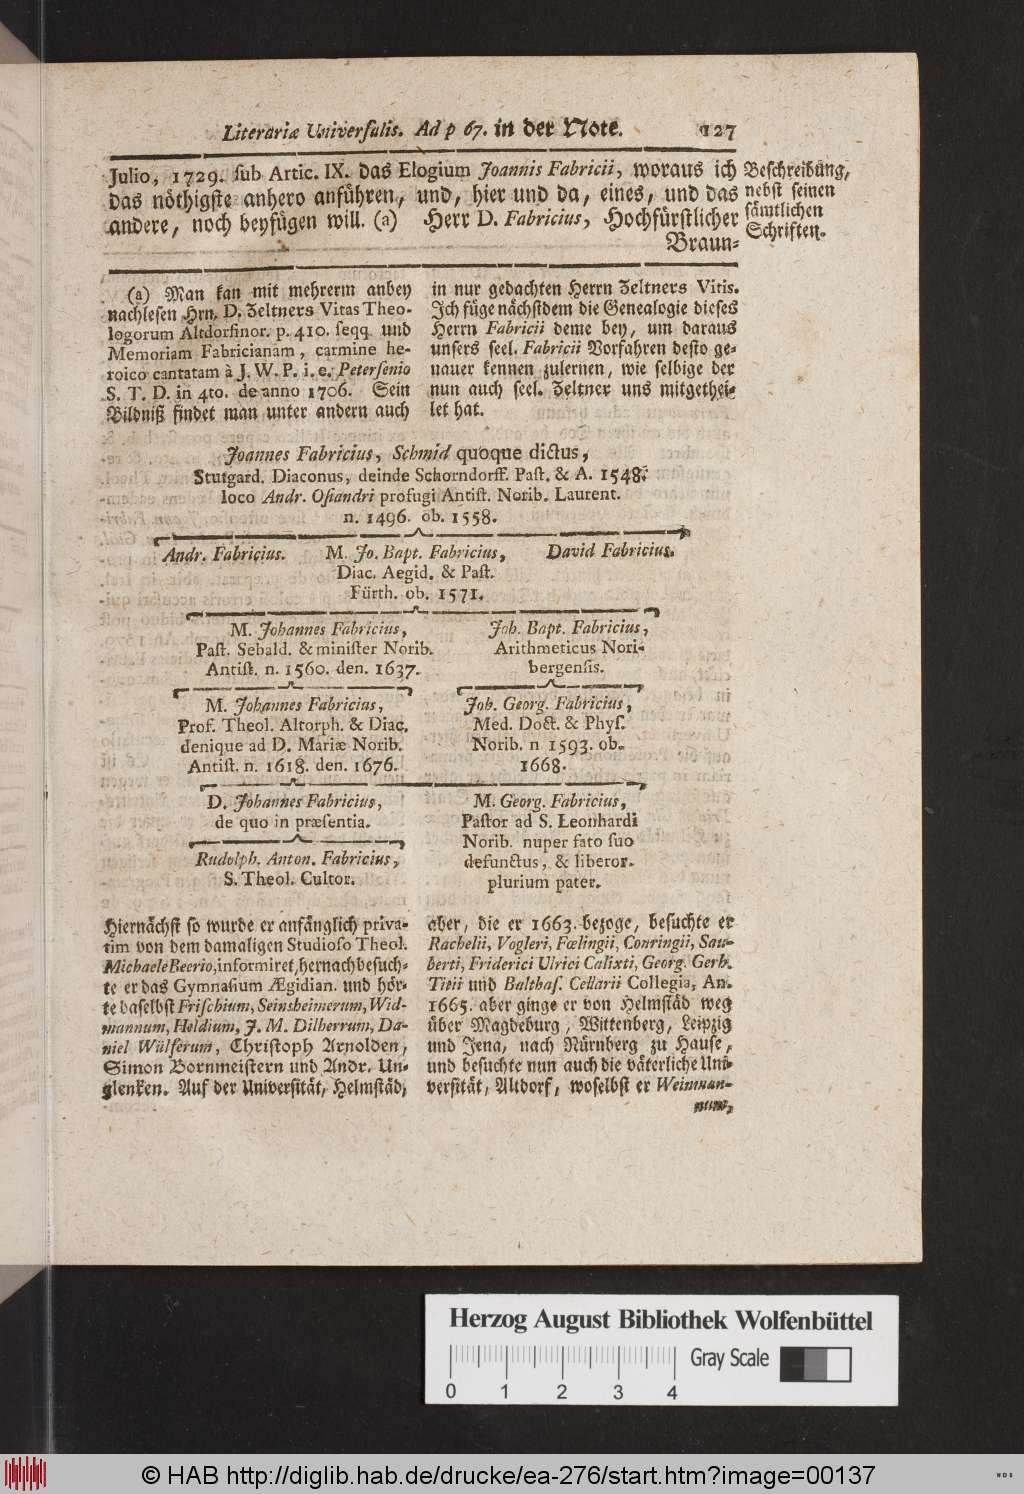 Literariæ Universalis. Ad p 67. in der Note. 127
Julio, 1729. sub Artic. IX. das Elogium Joannis Fabricii, woraus ich
das nöthigste anhero anführen, und, hier und da, eines, und das
andere, noch beyfügen will. (a) Herr D. Fabricius, Hochfürstlicher
Braun-
Beschreibung,
nebst seinen
sämtlichen
Schriften.
(a) Man kan mit mehrerm anbey
nachlesen Hrn. D. Zeltners Vitas Theo-
logorum Altdorfinor. p. 410. seqq. und
Memoriam Fabricianam, carmine he-
roico cantatam à J. W. P. i. e. Petersenio
S. T. D. in 4to. de anno 1706. Sein
Bildniß findet man unter andern auch
in nur gedachten Herrn Zeltners Vitis.
Ich füge nächstdem die Genealogie dieses
Herrn Fabricii deme bey, um daraus
unsers seel. Fabricii Vorfahren desto ge-
nauer kennen zulernen, wie selbige der
nun auch seel. Zeltner uns mitgethei-
let hat.
Joannes Fabricius, Schmid quoque dictus,
Stutgard. Diaconus, deinde Schorndorff. Past. & A. 1548.
loco Andr. Osiandri profugi Antist. Norib. Laurent.
n. 1496. ob. 1558.
Andr. Fabricius. M. Jo. Bapt. Fabricius, David Fabricius.
Diac. Aegid. & Past.
Fürth. ob. 1571.
M. Johannes Fabricius,
Past. Sebald. & minister Norib.
Antist. n. 1560. den. 1637.
Joh. Bapt. Fabricius,
Arithmeticus Nori-
bergensis.
M. Johannes Fabricius,
Prof. Theol. Altorph. & Diac.
denique ad D. Mariæ Norib.
Antist. n. 1618. den. 1676.
Joh. Georg. Fabricius,
Med. Doct. & Phys.
Norib. n 1593. ob.
1668.
D. Johannes Fabricius,
de quo in præsentia.
M. Georg. Fabricius,
Pastor ad S. Leonhardi
Norib. nuper fato suo
defunctus, & liberor.
plurium pater.
Rudolph. Anton. Fabricius,
S. Theol. Cultor.
Hiernächst so wurde er anfänglich priva-
tim von dem damaligen Studioso Theol.
Michaele Beerio, informiret, hernach besuch-
te er das Gymnasium Ægidian. und hör-
te daselbst Frischium, Seinsheimerum, Wid-
mannum, Heldium, J. M. Dilherrum, Da-
niel Wülferum, Christoph Arnolden,
Simon Bornmeistern und Andr. Un-
glenken. Auf der Universität, Helmstäd,
aber, die er 1663. bezoge, besuchte er
Rachelii, Vogleri, Fœlingii, Conringii, Sau-
berti, Friderici Ulrici Calixti, Georg. Gerh.
Titii und Balthas. Cellarii Collegia, An.
1665. aber ginge er von Helmstäd weg
über Magdeburg, Wittenberg, Leipzig
und Jena, nach Nürnberg zu Hause,
und besuchte nun auch die väterliche Uni-
versität, Altdorf, woselbst er Weinman-
num,
Herzog August Bibliothek Wolfenbüttel
Gray Scale
0 1 2 3 4
© HAB http://diglib.hab.de/drucke/ea-276/start.htm?image=00137